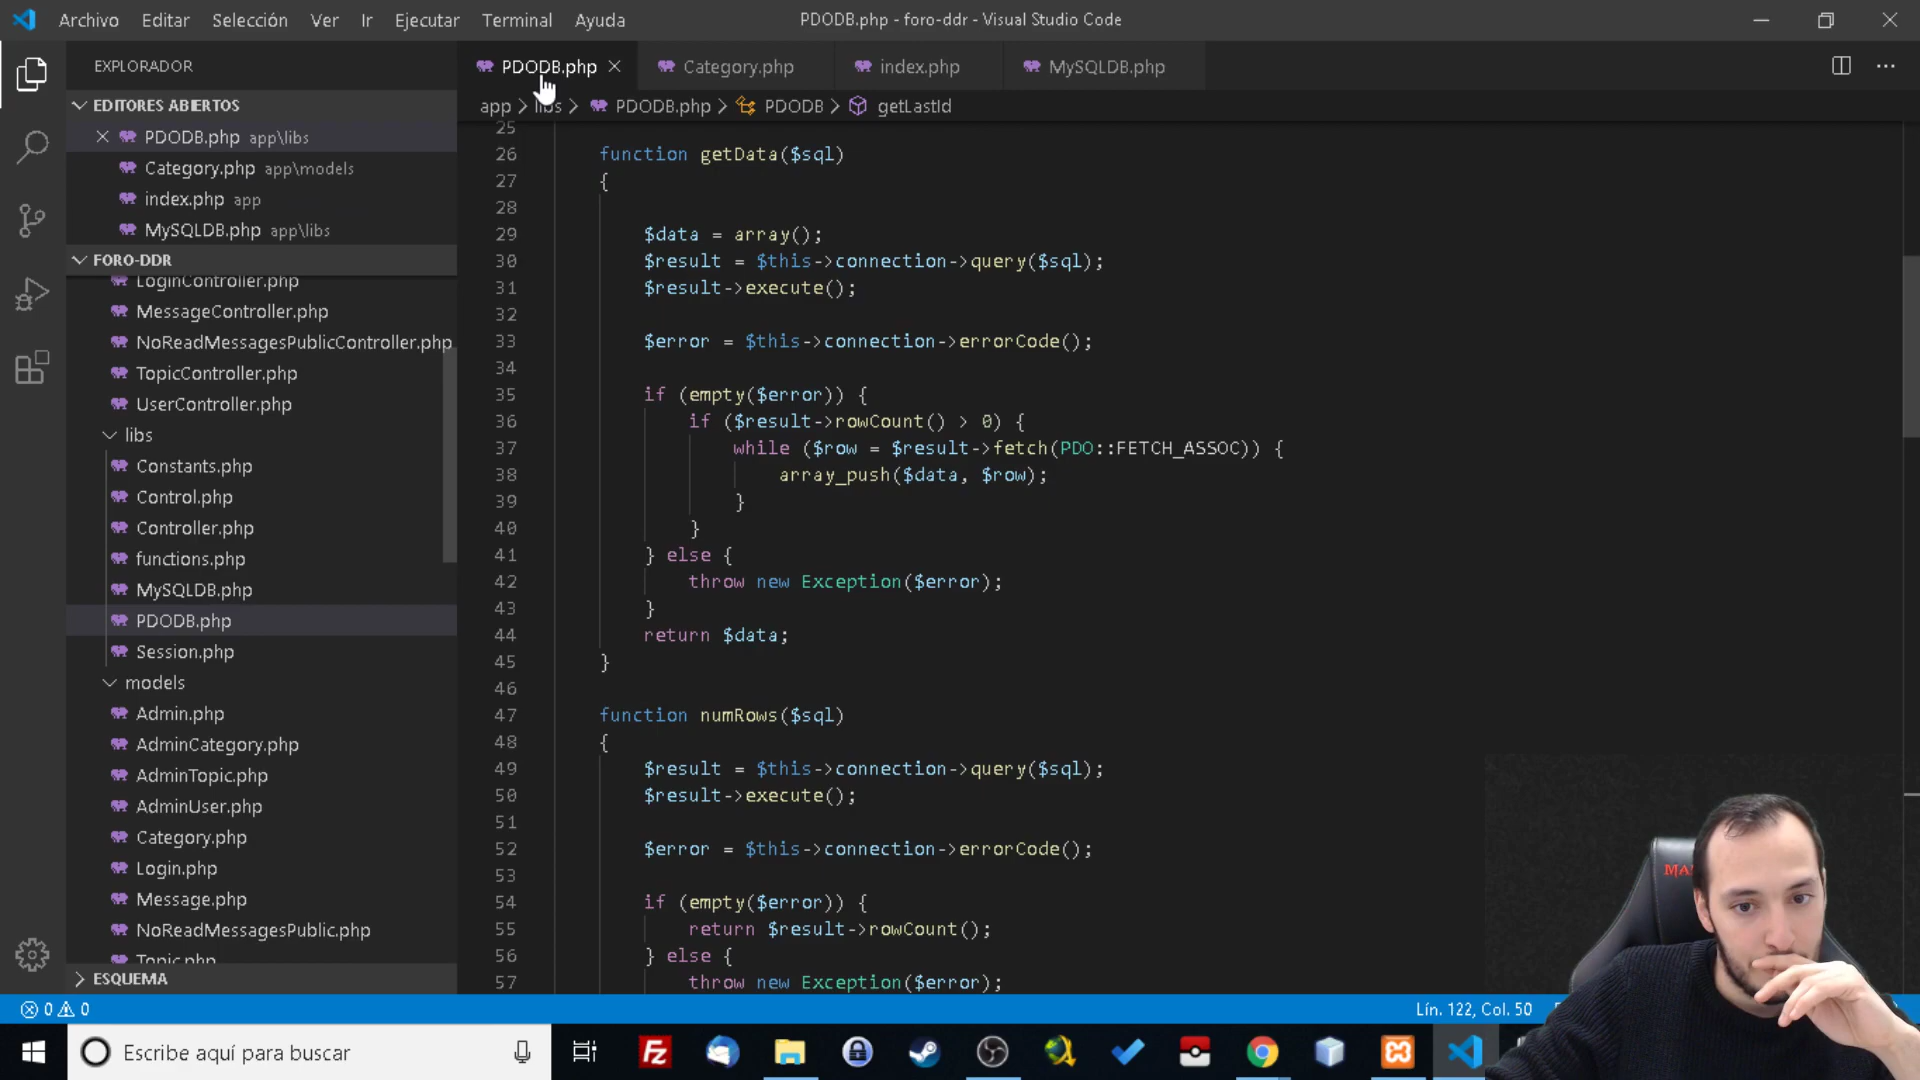 Archivo Editar Selección Ver Ir Ejecutar Terminal Ayuda
PDODB.php - foro-ddr - Visual Studio Code
EXPLORADOR
EDITORES ABIERTOS
PDODB.php app\libs
Category.php app\models
index.php app
MySQLDB.php app\libs
FORO-DDR
LoginController.php
MessageController.php
NoReadMessagesPublicController.php
TopicController.php
UserController.php
libs
Constants.php
Control.php
Controller.php
functions.php
MySQLDB.php
PDODB.php
Session.php
models
Admin.php
AdminCategory.php
AdminTopic.php
AdminUser.php
Category.php
Login.php
Message.php
NoReadMessagesPublic.php
Topic.php
ESQUEMA
PDODB.php Category.php index.php MySQLDB.php
app > libs > PDODB.php > PDODB > getLastId
25
26 function getData($sql)
27 {
28
29 $data = array();
30 $result = $this->connection->query($sql);
31 $result->execute();
32
33 $error = $this->connection->errorCode();
34
35 if (empty($error)) {
36 if ($result->rowCount() > 0) {
37 while ($row = $result->fetch(PDO::FETCH_ASSOC)) {
38 array_push($data, $row);
39 }
40 }
41 } else {
42 throw new Exception($error);
43 }
44 return $data;
45 }
46
47 function numRows($sql)
48 {
49 $result = $this->connection->query($sql);
50 $result->execute();
51
52 $error = $this->connection->errorCode();
53
54 if (empty($error)) {
55 return $result->rowCount();
56 } else {
57 throw new Exception($error);
0 0
Lín. 122, Col. 50
Escribe aquí para buscar